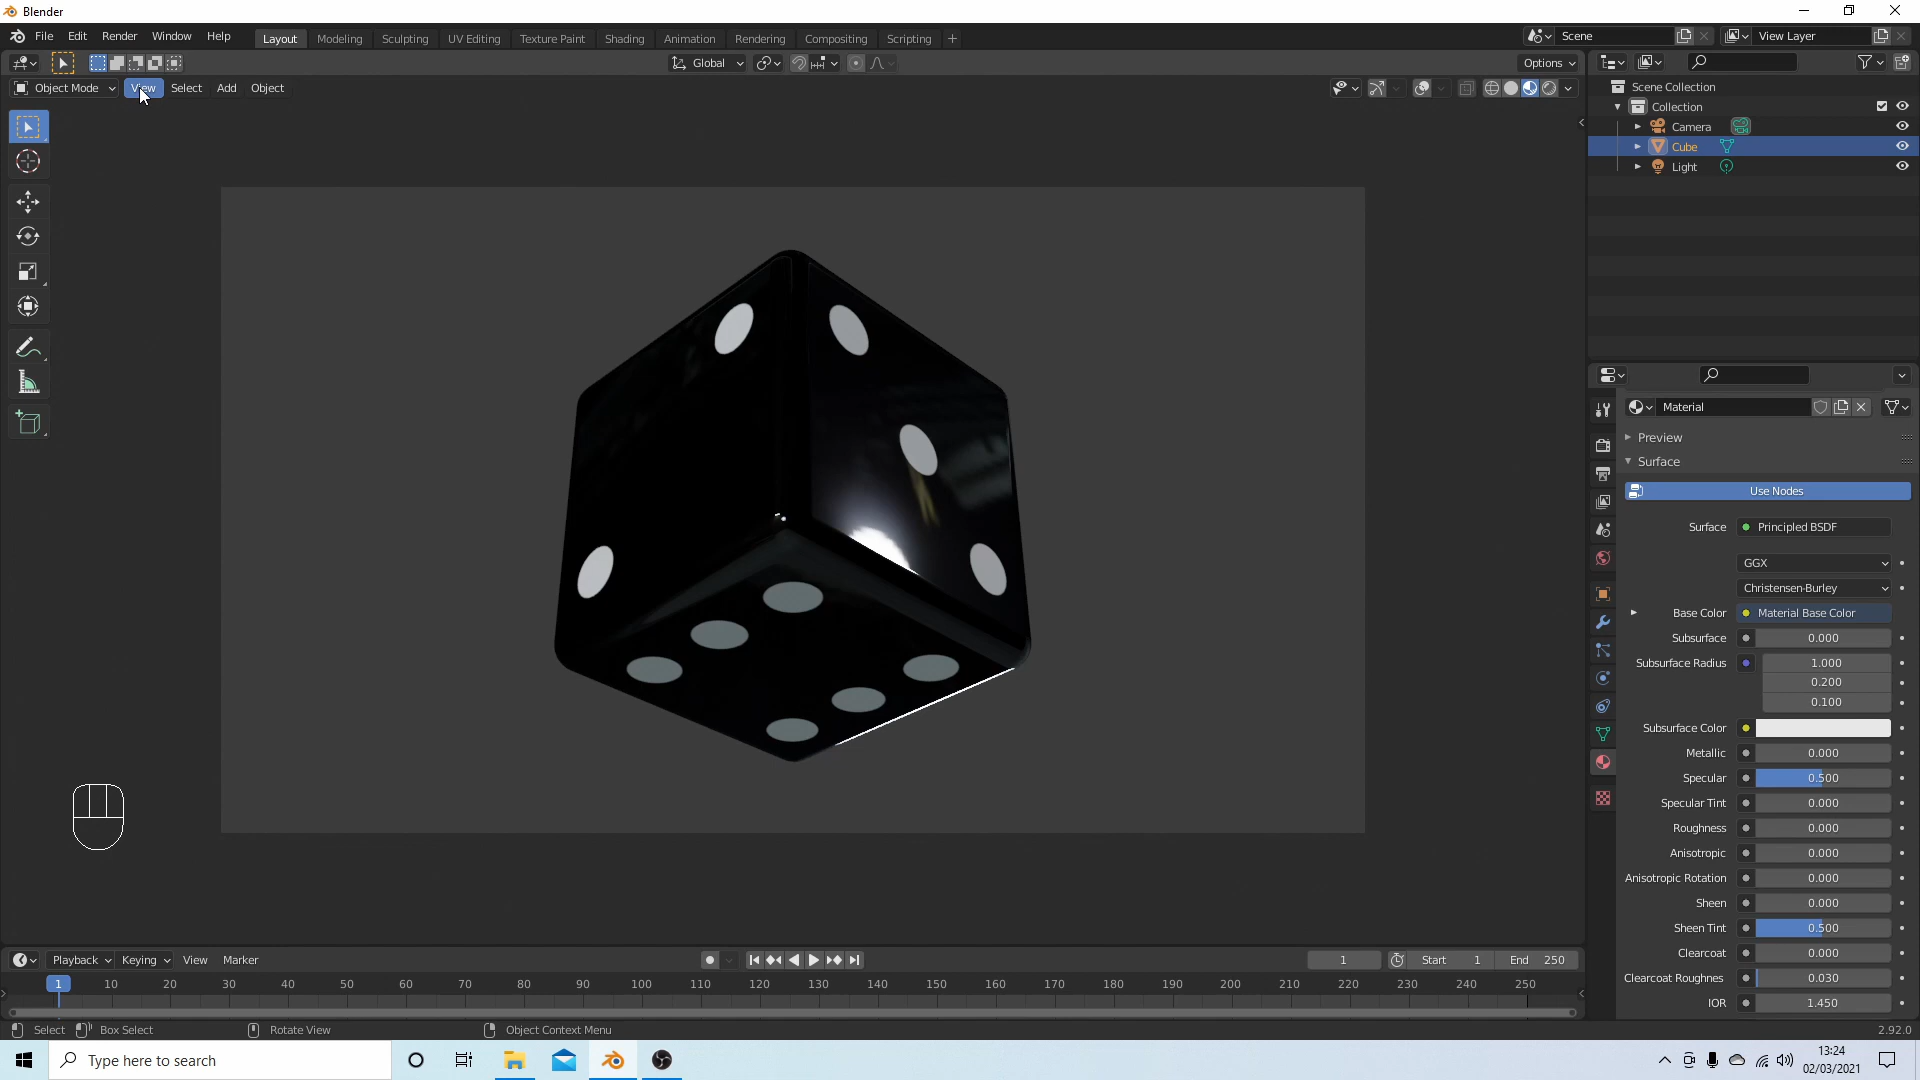 Blender
File Edit Render Window Help
Layout Modeling Sculpting UV Editing Texture Paint Shading Animation Rendering Compositing Scripting
Scene
View Layer
Global
Options
Object Mode View Select Add Object
Scene Collection
Collection
Camera
Cube
Light
Material
Preview
Surface
Use Nodes
Surface Principled BSDF
GGX
Christensen-Burley
Base Color Material Base Color
Subsurface 0.000
Subsurface Radius 1.000
0.200
0.100
Subsurface Color
Metallic 0.000
Specular 0.500
Specular Tint 0.000
Roughness 0.000
Anisotropic 0.000
Anisotropic Rotation 0.000
Sheen 0.000
Sheen Tint 0.500
Clearcoat 0.000
Clearcoat Roughnes 0.030
IOR 1.450
Playback Keying View Marker
1 Start 1 End 250
1 10 20 30 40 50 60 70 80 90 100 110 120 130 140 150 160 170 180 190 200 210 220 230 240 250
Select Box Select Rotate View Object Context Menu
2.92.0
Type here to search
13:24
02/03/2021